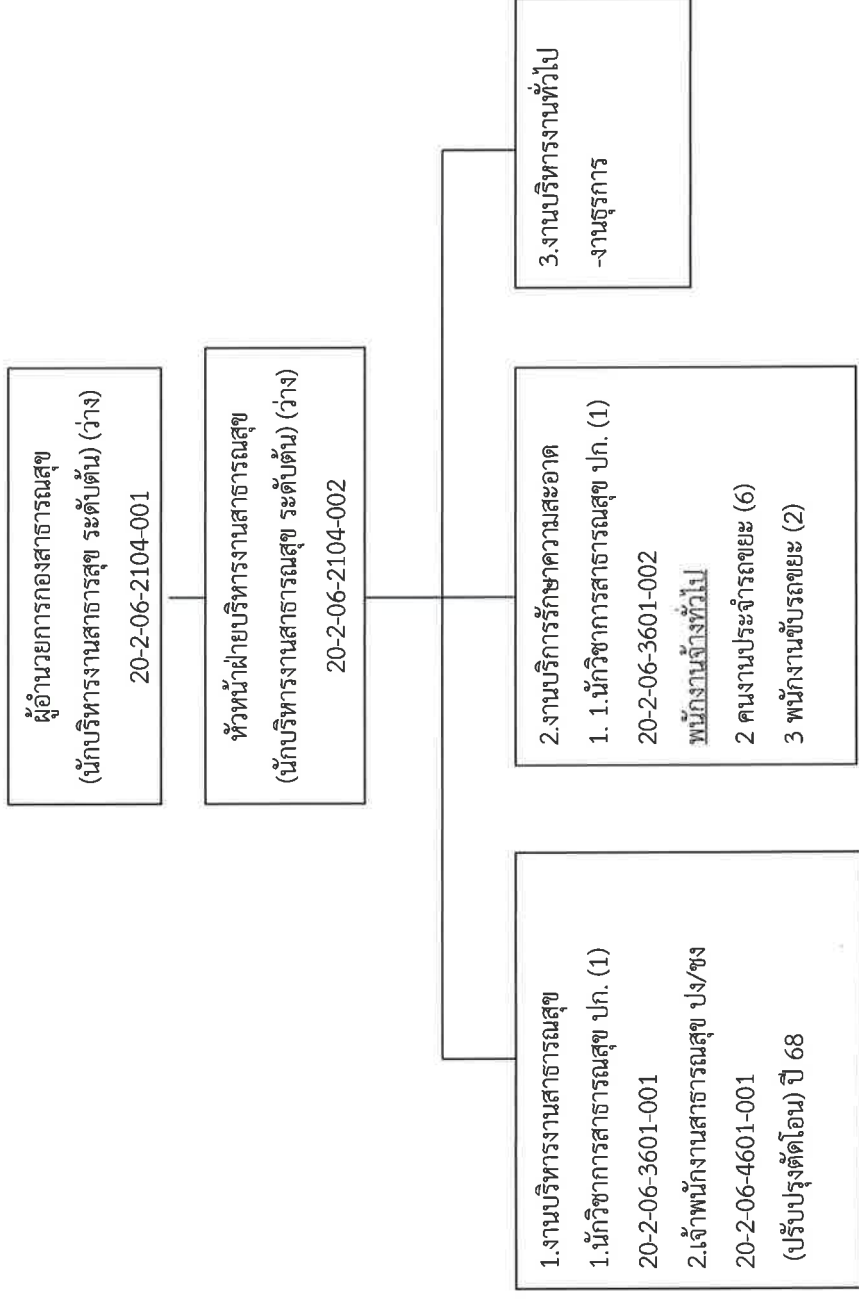 ผู้อำนวยการกองสาธารณสุข
(นักบริหารงานสาธารสุข ระดับต้น) (ว่าง)
20-2-06-2104-001
หัวหน้าฝ่ายบริหารงานสาธารณสุข
(นักบริหารงานสาธารณสุข ระดับต้น) (ว่าง)
20-2-06-2104-002
1.งานบริหารงานสาธารณสุข
1.นักวิชาการสาธารณสุข ปก. (1)
20-2-06-3601-001
2.เจ้าพนักงานสาธารณสุข ปง/ชง
20-2-06-4601-001
(ปรับปรุงตัดโอน) ปี 68
2.งานบริการรักษาความสะอาด
1. 1.นักวิชาการสาธารณสุข ปก. (1)
20-2-06-3601-002
พนักงานจ้างทั่วไป
2 คนงานประจำรถขยะ (6)
3 พนักงานขับรถขยะ (2)
3.งานบริหารงานทั่วไป
-งานธุรการ